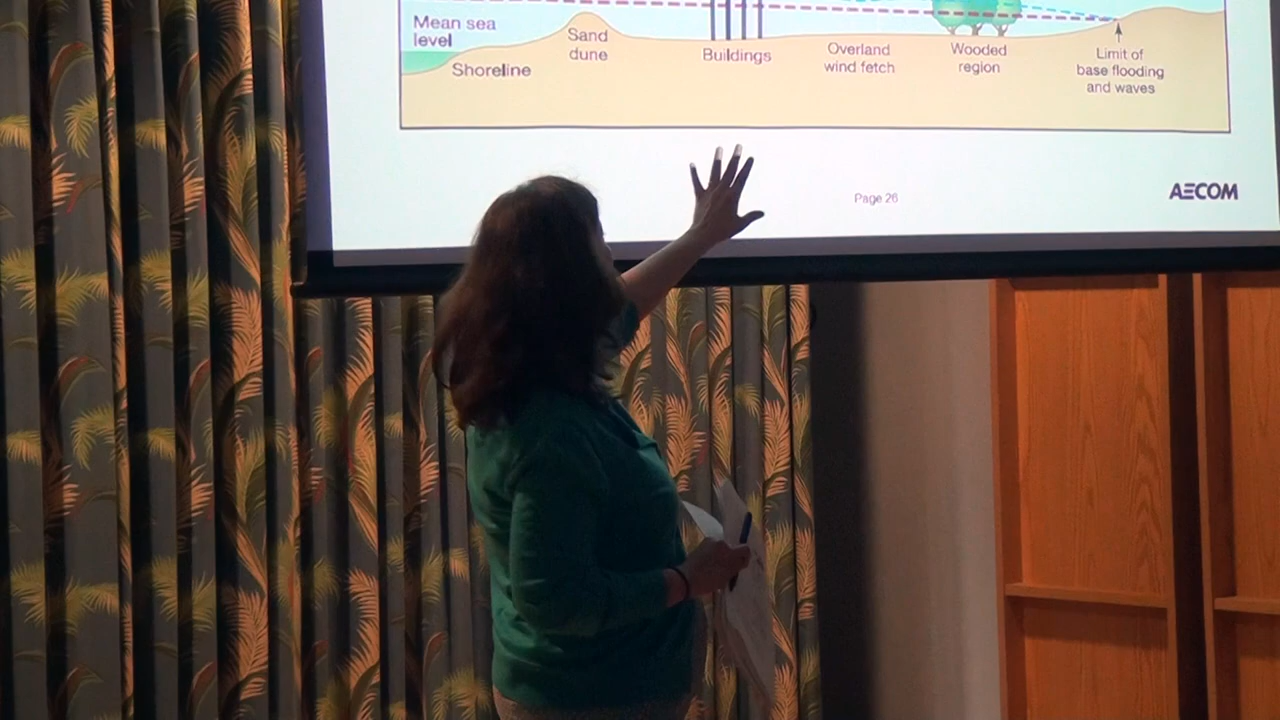 Mean sea
level
Shoreline
Sand
dune
Buildings
Overland
wind fetch
Wooded
region
Limit of
base flooding
and waves
Page 26
AECOM